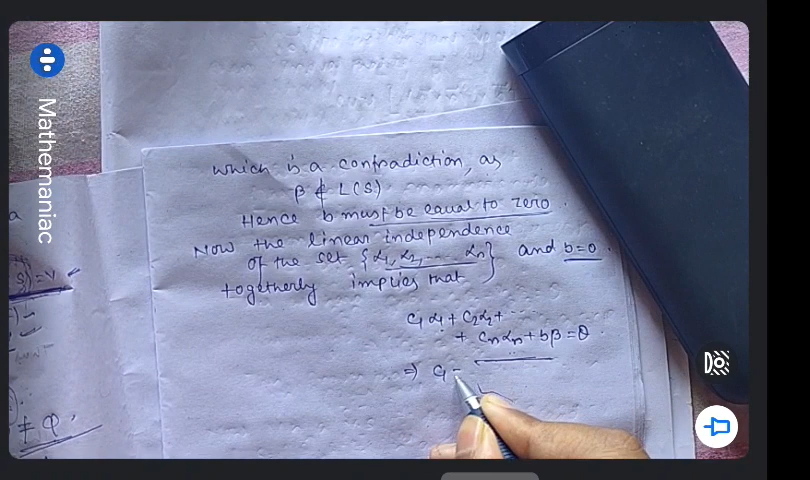 Mathemaniac
which is a contradiction, as
β ∉ L(S)
Hence b must be equal to zero.
Now the linear independence
of the set {α₁, α₂, .... αₙ} and b=0.
togetherly implies that
c₁α₁ + c₂α₂ + ....
+ cₙαₙ + bβ = θ.
⇒ c₁ =
S) = V
≠ φ.